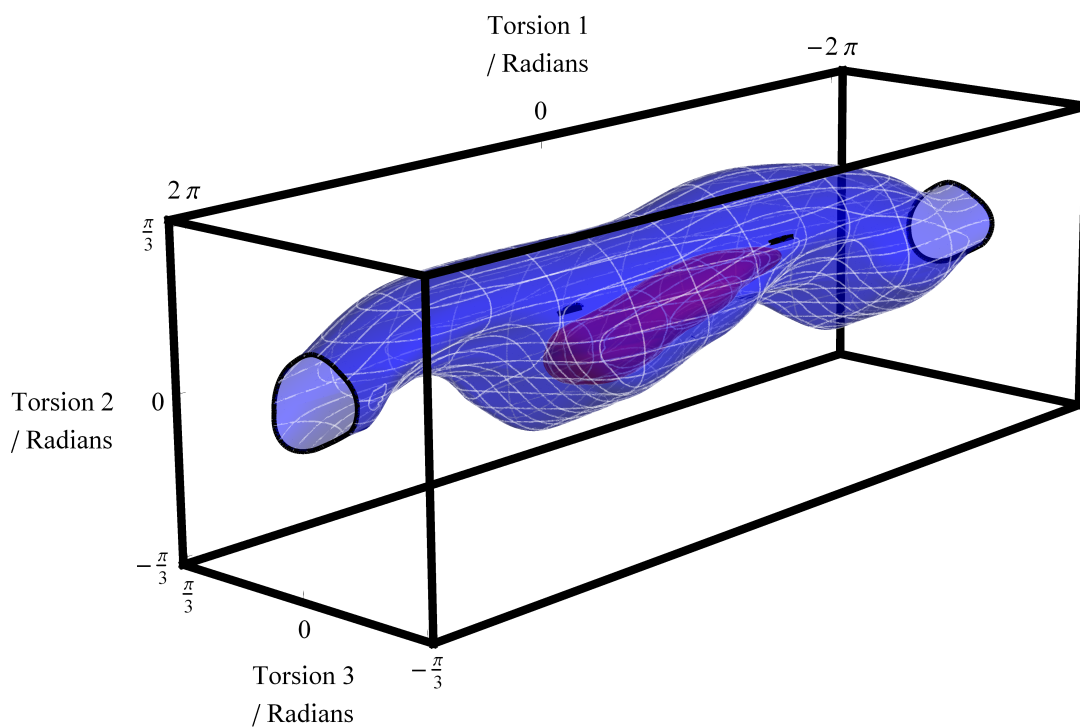 Torsion 1
/ Radians
−2 π
0
2 π
π/3
Torsion 2
/ Radians
0
−π/3
π/3
0
−π/3
Torsion 3
/ Radians